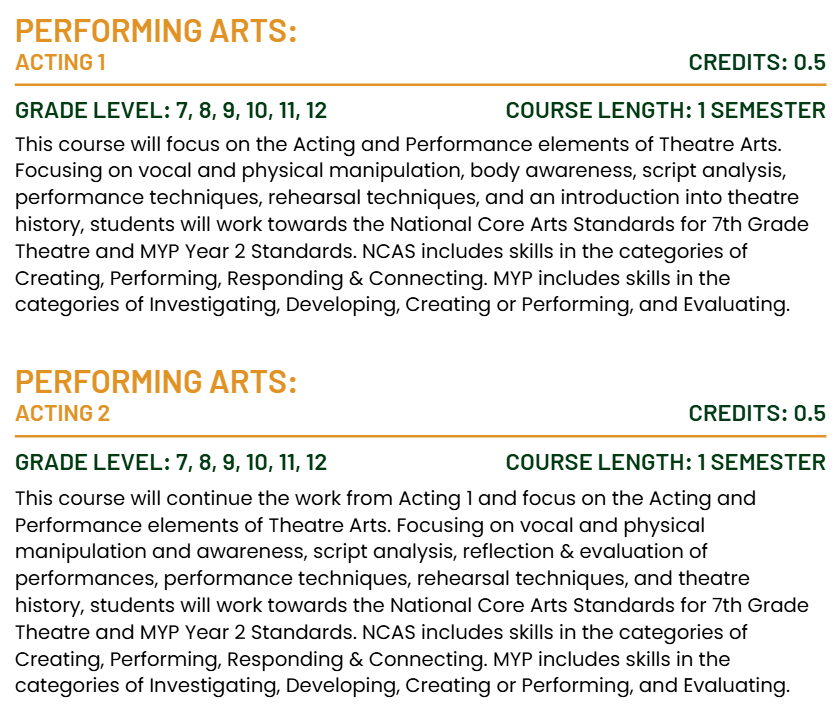 PERFORMING ARTS:
ACTING 1 CREDITS: 0.5
GRADE LEVEL: 7, 8, 9, 10, 11, 12 COURSE LENGTH: 1 SEMESTER
This course will focus on the Acting and Performance elements of Theatre Arts.
Focusing on vocal and physical manipulation, body awareness, script analysis,
performance techniques, rehearsal techniques, and an introduction into theatre
history, students will work towards the National Core Arts Standards for 7th Grade
Theatre and MYP Year 2 Standards. NCAS includes skills in the categories of
Creating, Performing, Responding & Connecting. MYP includes skills in the
categories of Investigating, Developing, Creating or Performing, and Evaluating.
PERFORMING ARTS:
ACTING 2 CREDITS: 0.5
GRADE LEVEL: 7, 8, 9, 10, 11, 12 COURSE LENGTH: 1 SEMESTER
This course will continue the work from Acting 1 and focus on the Acting and
Performance elements of Theatre Arts. Focusing on vocal and physical
manipulation and awareness, script analysis, reflection & evaluation of
performances, performance techniques, rehearsal techniques, and theatre
history, students will work towards the National Core Arts Standards for 7th Grade
Theatre and MYP Year 2 Standards. NCAS includes skills in the categories of
Creating, Performing, Responding & Connecting. MYP includes skills in the
categories of Investigating, Developing, Creating or Performing, and Evaluating.